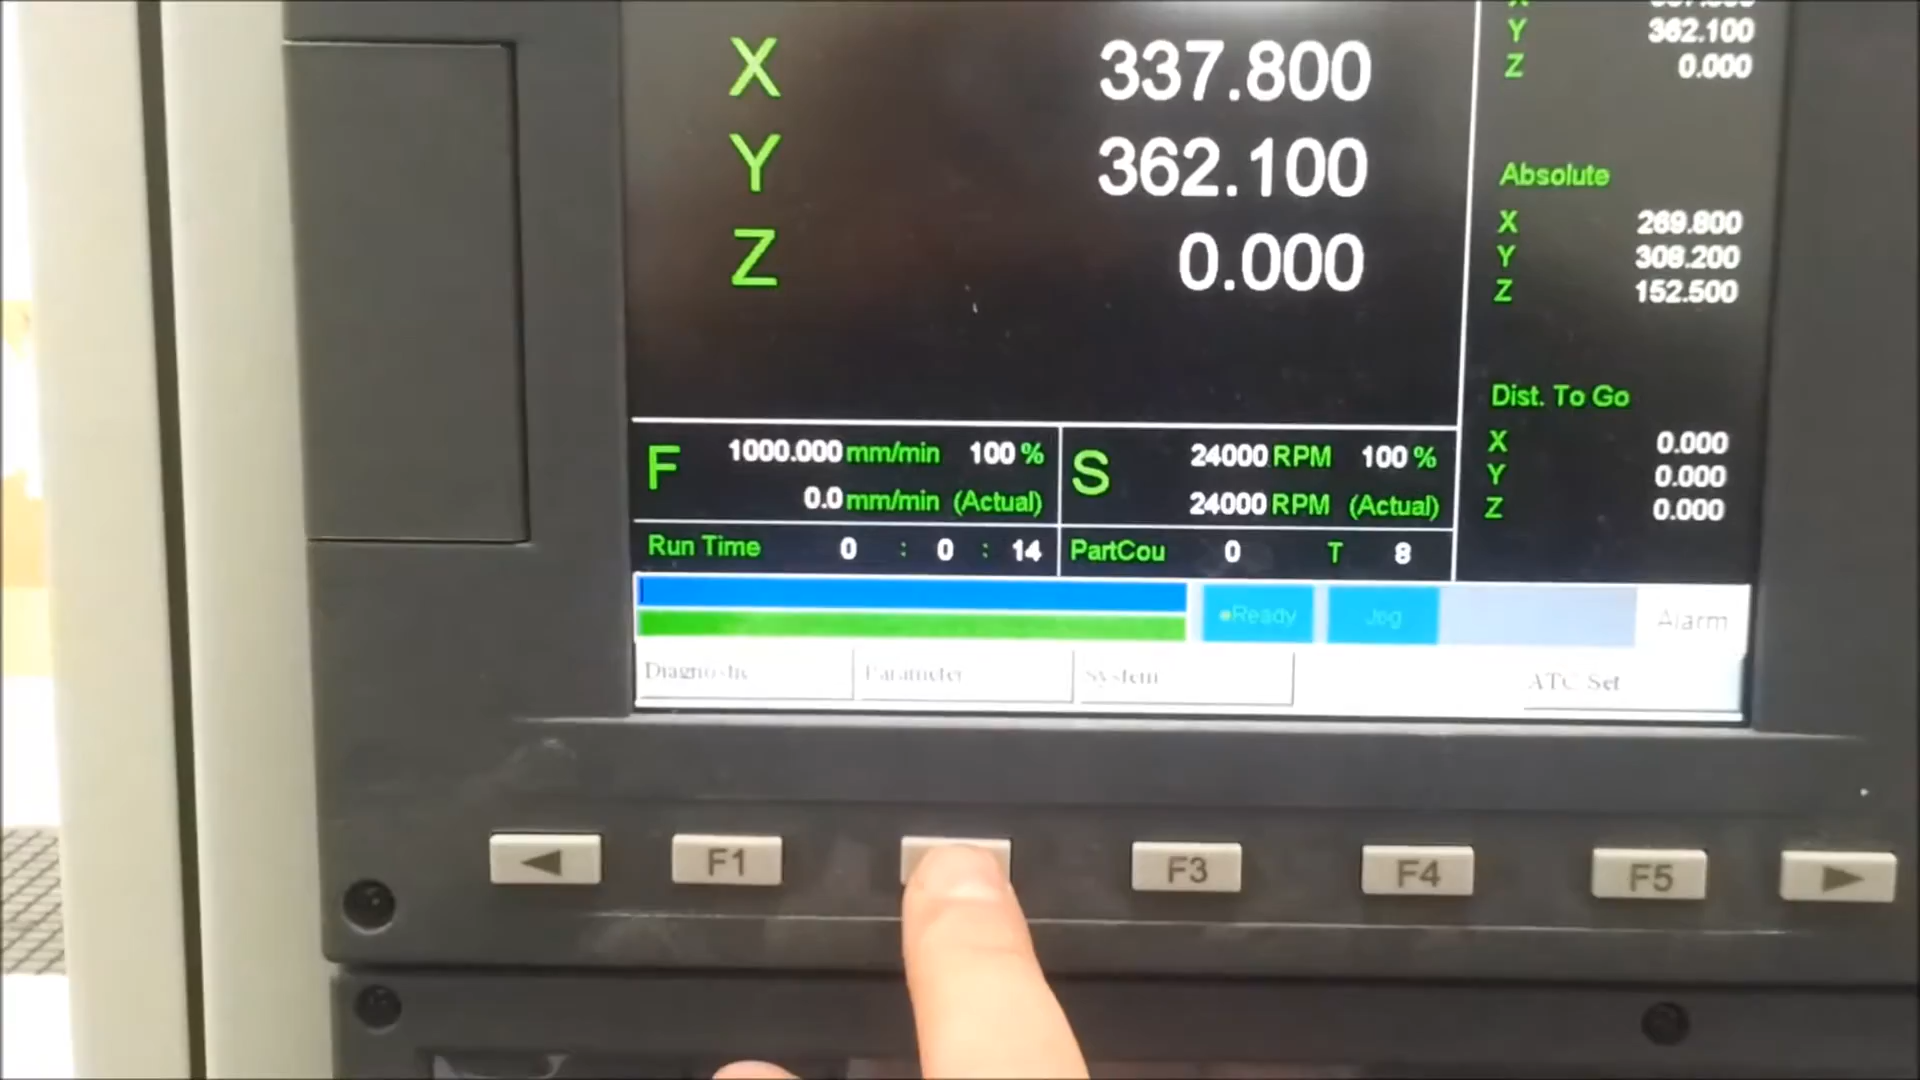 X 337.800
Y 362.100
Z 0.000
Y 362.100
Z 0.000
Absolute
X 269.800
Y 308.200
Z 152.500
Dist. To Go
X 0.000
Y 0.000
Z 0.000
F 1000.000 mm/min 100 %
0.0 mm/min (Actual)
S 24000 RPM 100 %
24000 RPM (Actual)
Run Time 0 : 0 : 14
PartCou 0 T 8
Ready Jog Alarm
Diagnostic Parameter System ATC Set
◀ F1 F3 F4 F5 ▶